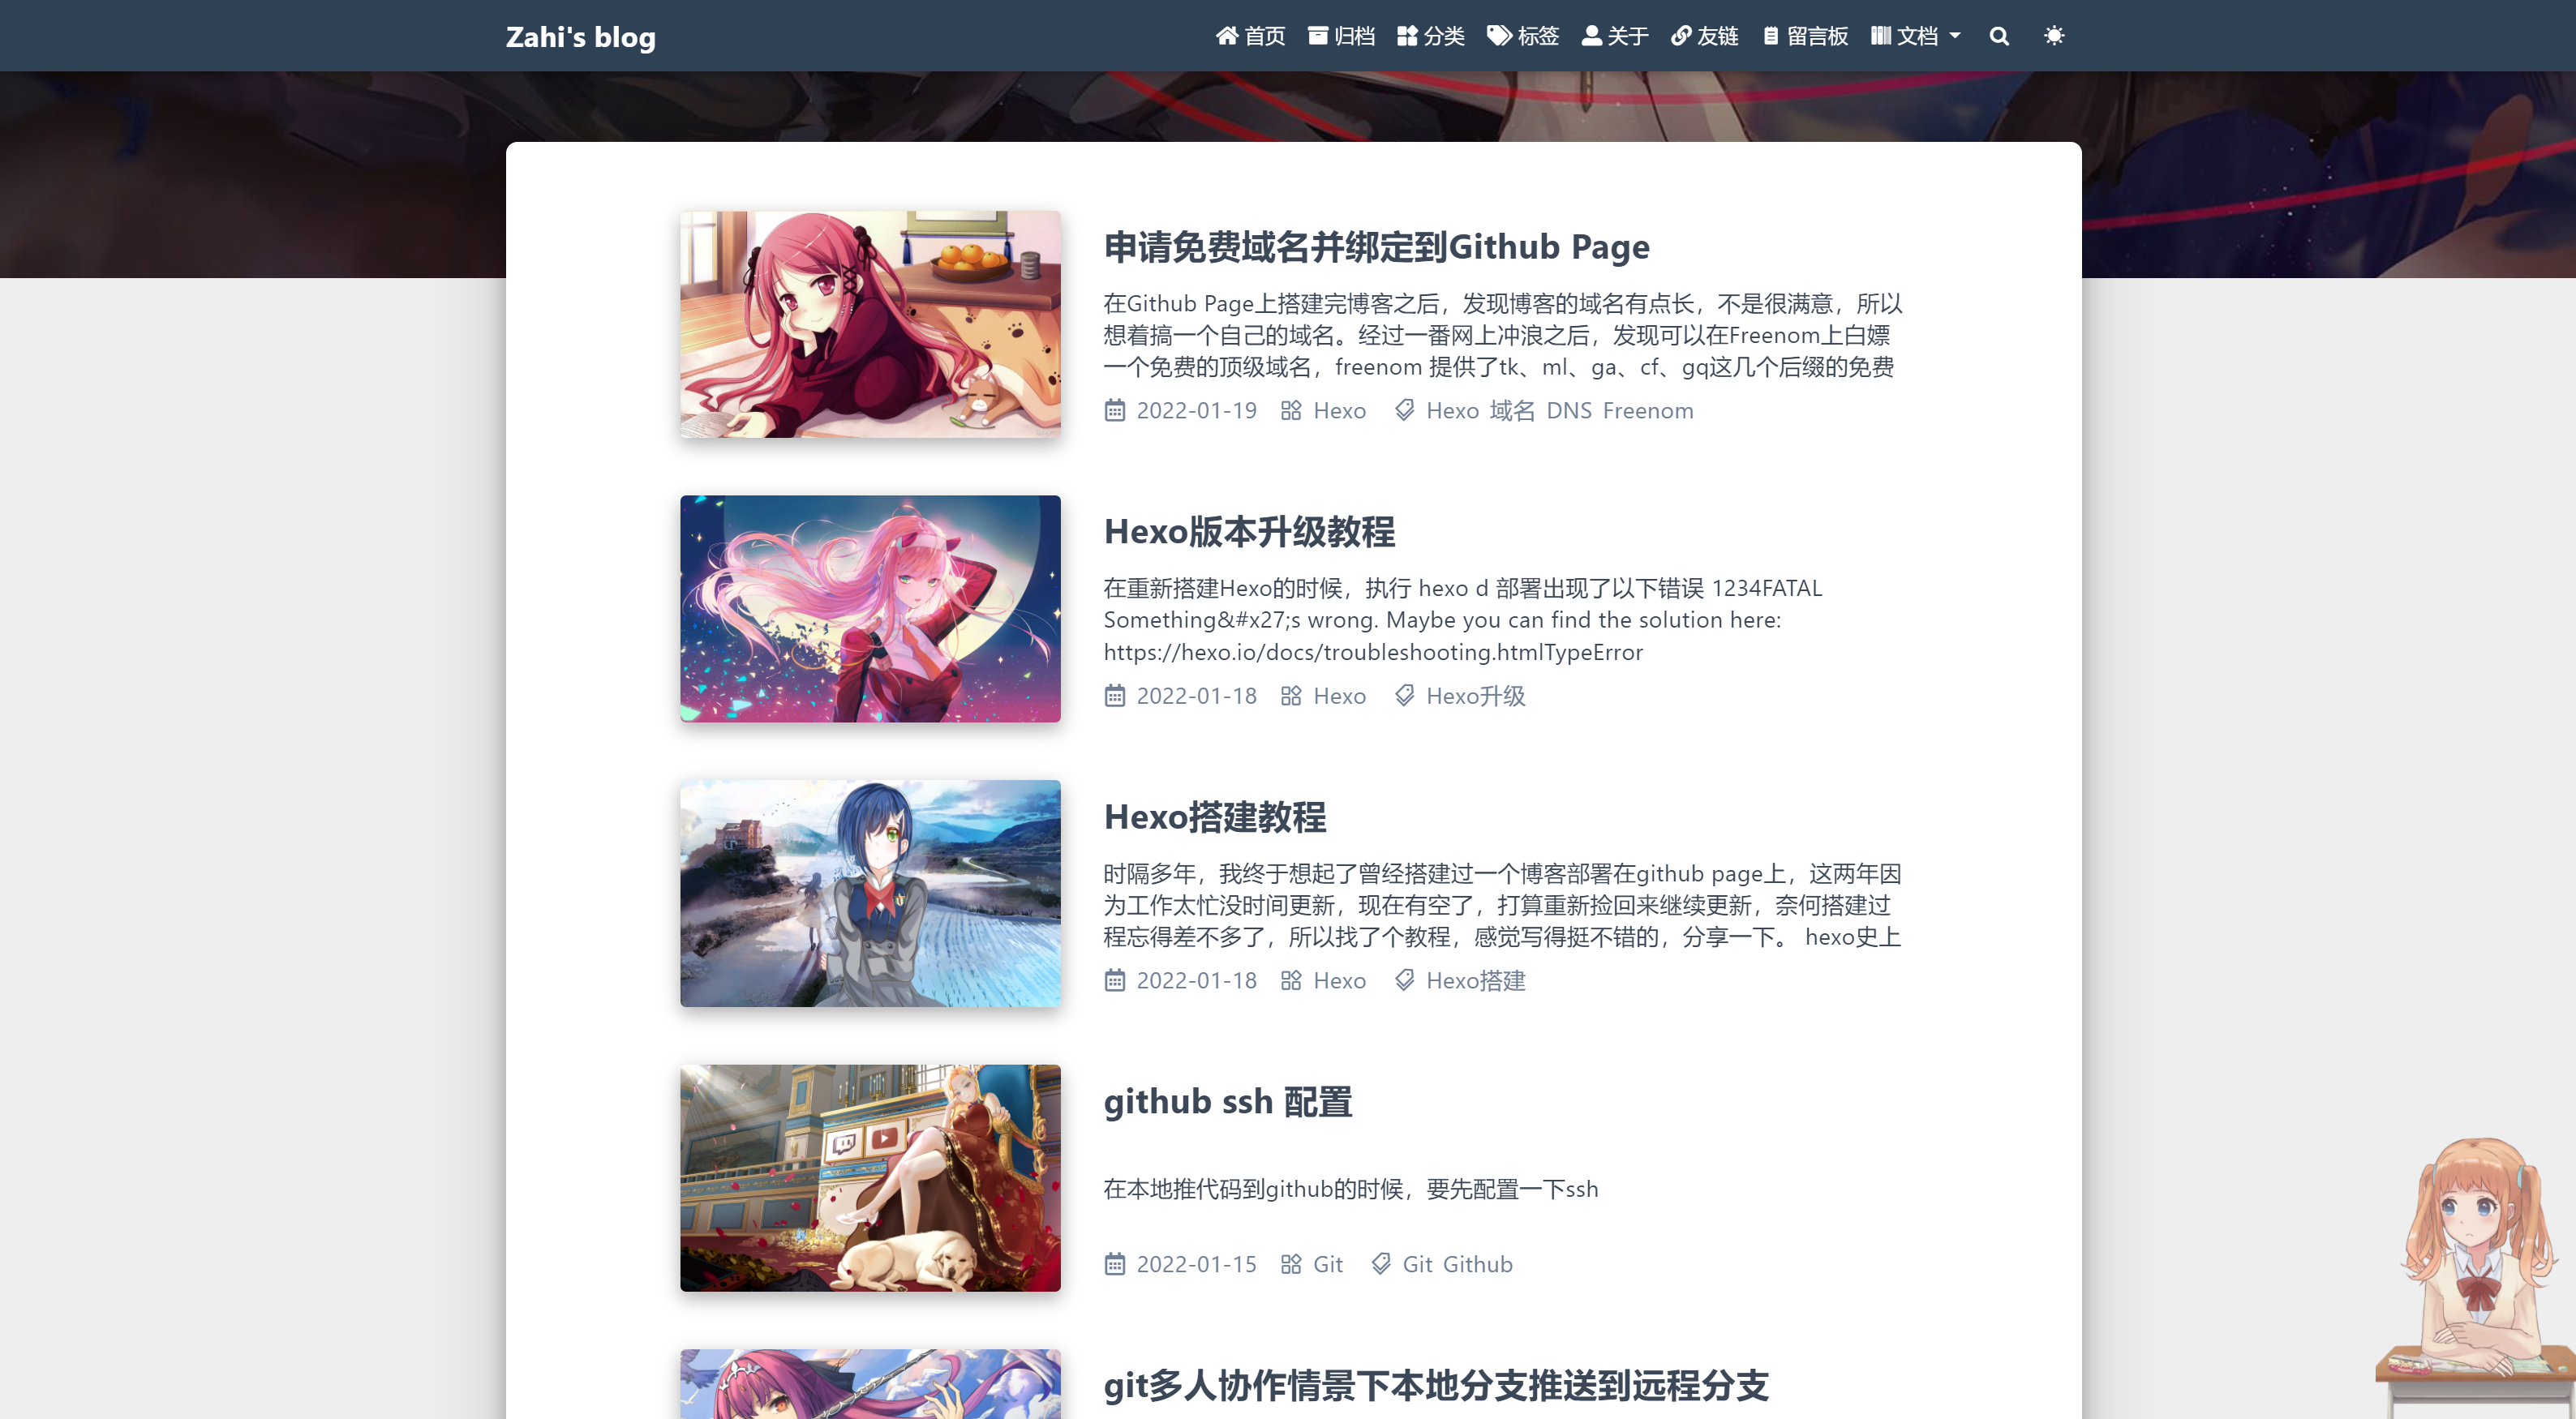 Zahi's blog
首页 归档 分类 标签 关于 友链 留言板 文档
申请免费域名并绑定到Github Page
在Github Page上搭建完博客之后，发现博客的域名有点长，不是很满意，所以
想着搞一个自己的域名。经过一番网上冲浪之后，发现可以在Freenom上白嫖
一个免费的顶级域名，freenom 提供了tk、ml、ga、cf、gq这几个后缀的免费
2022-01-19 Hexo Hexo 域名 DNS Freenom
Hexo版本升级教程
在重新搭建Hexo的时候，执行 hexo d 部署出现了以下错误 1234FATAL
Something&#x27;s wrong. Maybe you can find the solution here:
https://hexo.io/docs/troubleshooting.htmlTypeError
2022-01-18 Hexo Hexo升级
Hexo搭建教程
时隔多年，我终于想起了曾经搭建过一个博客部署在github page上，这两年因
为工作太忙没时间更新，现在有空了，打算重新捡回来继续更新，奈何搭建过
程忘得差不多了，所以找了个教程，感觉写得挺不错的，分享一下。 hexo史上
2022-01-18 Hexo Hexo搭建
github ssh 配置
在本地推代码到github的时候，要先配置一下ssh
2022-01-15 Git Git Github
git多人协作情景下本地分支推送到远程分支